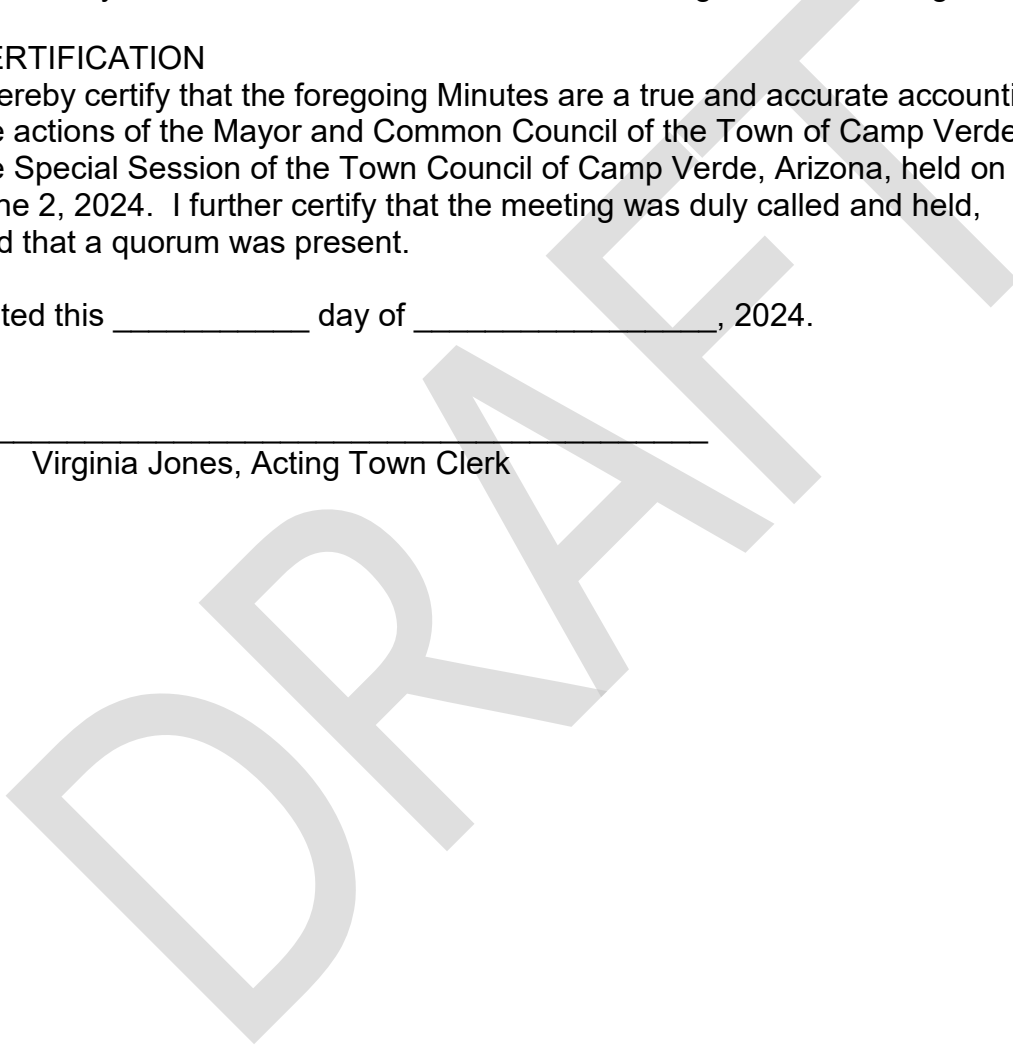 ERTIFICATION
ereby certify that the foregoing Minutes are a true and accurate accounti
e actions of the Mayor and Common Council of the Town of Camp Verde
e Special Session of the Town Council of Camp Verde, Arizona, held on
ne 2, 2024.  I further certify that the meeting was duly called and held,
d that a quorum was present.
ted this ___________ day of _________________, 2024.
Virginia Jones, Acting Town Clerk
DRAFT